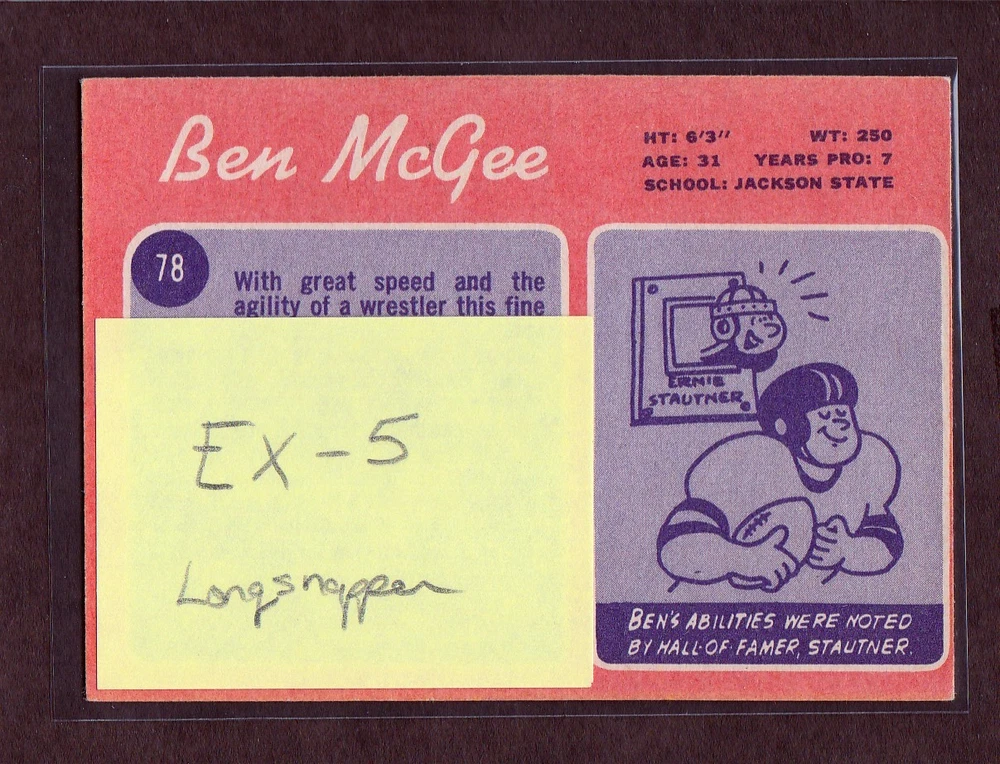 Ben McGee
HT: 6'3" WT: 250
AGE: 31 YEARS PRO: 7
SCHOOL: JACKSON STATE
78
With great speed and the
agility of a wrestler this fine
EX-5
Longsnapper
ERNIE
STAUTNER
BEN'S ABILITIES WERE NOTED
BY HALL-OF-FAMER, STAUTNER.